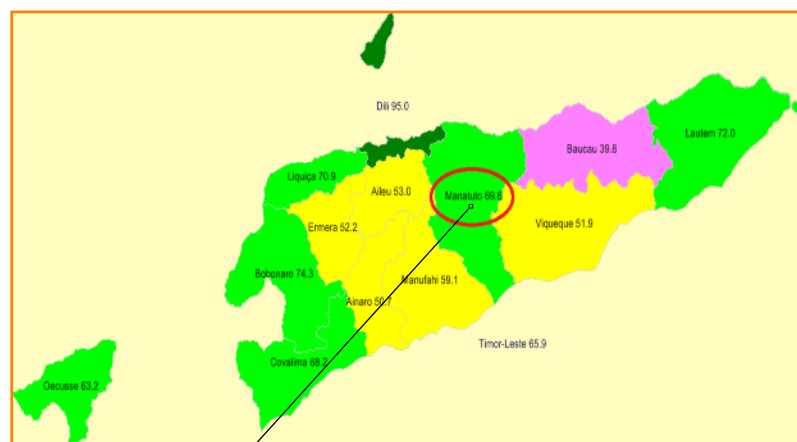 Dili 95.0
Baucau 39.8
Lautem 72.0
Liquiça 70.9
Aileu 53.0
Manatuto 69.6
Ermera 52.2
Viqueque 51.9
Bobonaro 74.3
Manufahi 59.1
Ainaro 50.7
Timor-Leste 65.9
Covalima 68.2
Oecusse 63.2